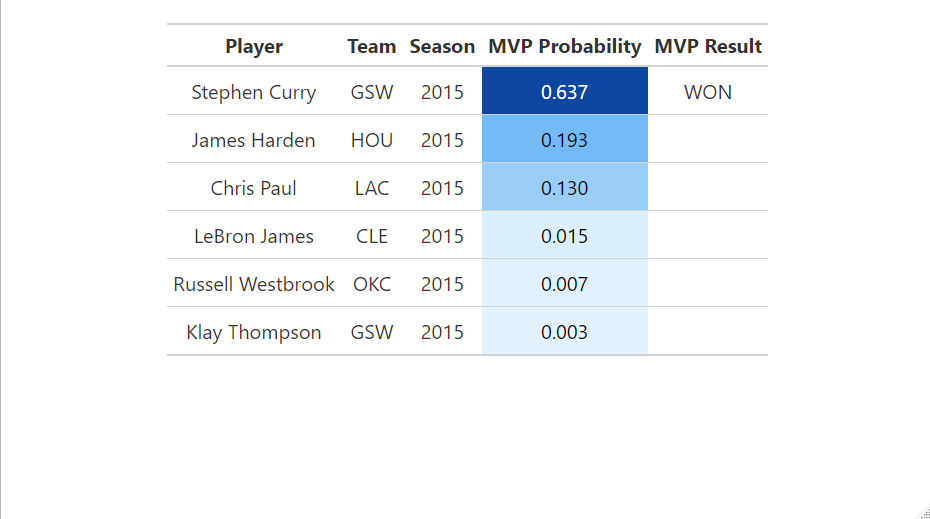 Player Team Season MVP Probability MVP Result
Stephen Curry GSW 2015 0.637 WON
James Harden HOU 2015 0.193
Chris Paul LAC 2015 0.130
LeBron James CLE 2015 0.015
Russell Westbrook OKC 2015 0.007
Klay Thompson GSW 2015 0.003